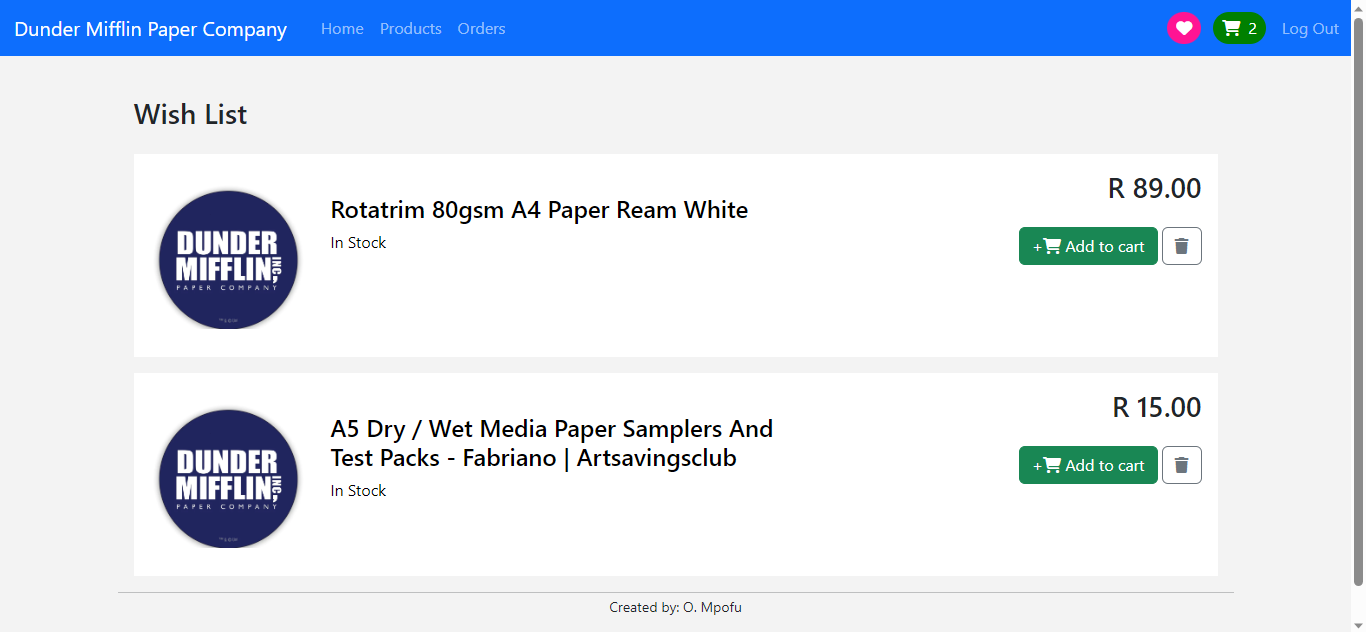 Dunder Mifflin Paper Company Home Products Orders 2 Log Out
Wish List
R 89.00
Rotatrim 80gsm A4 Paper Ream White
In Stock
+ Add to cart
DUNDER
MIFFLIN, INC.
PAPER COMPANY
R 15.00
A5 Dry / Wet Media Paper Samplers And
Test Packs - Fabriano | Artsavingsclub
In Stock
+ Add to cart
DUNDER
MIFFLIN, INC.
PAPER COMPANY
Created by: O. Mpofu